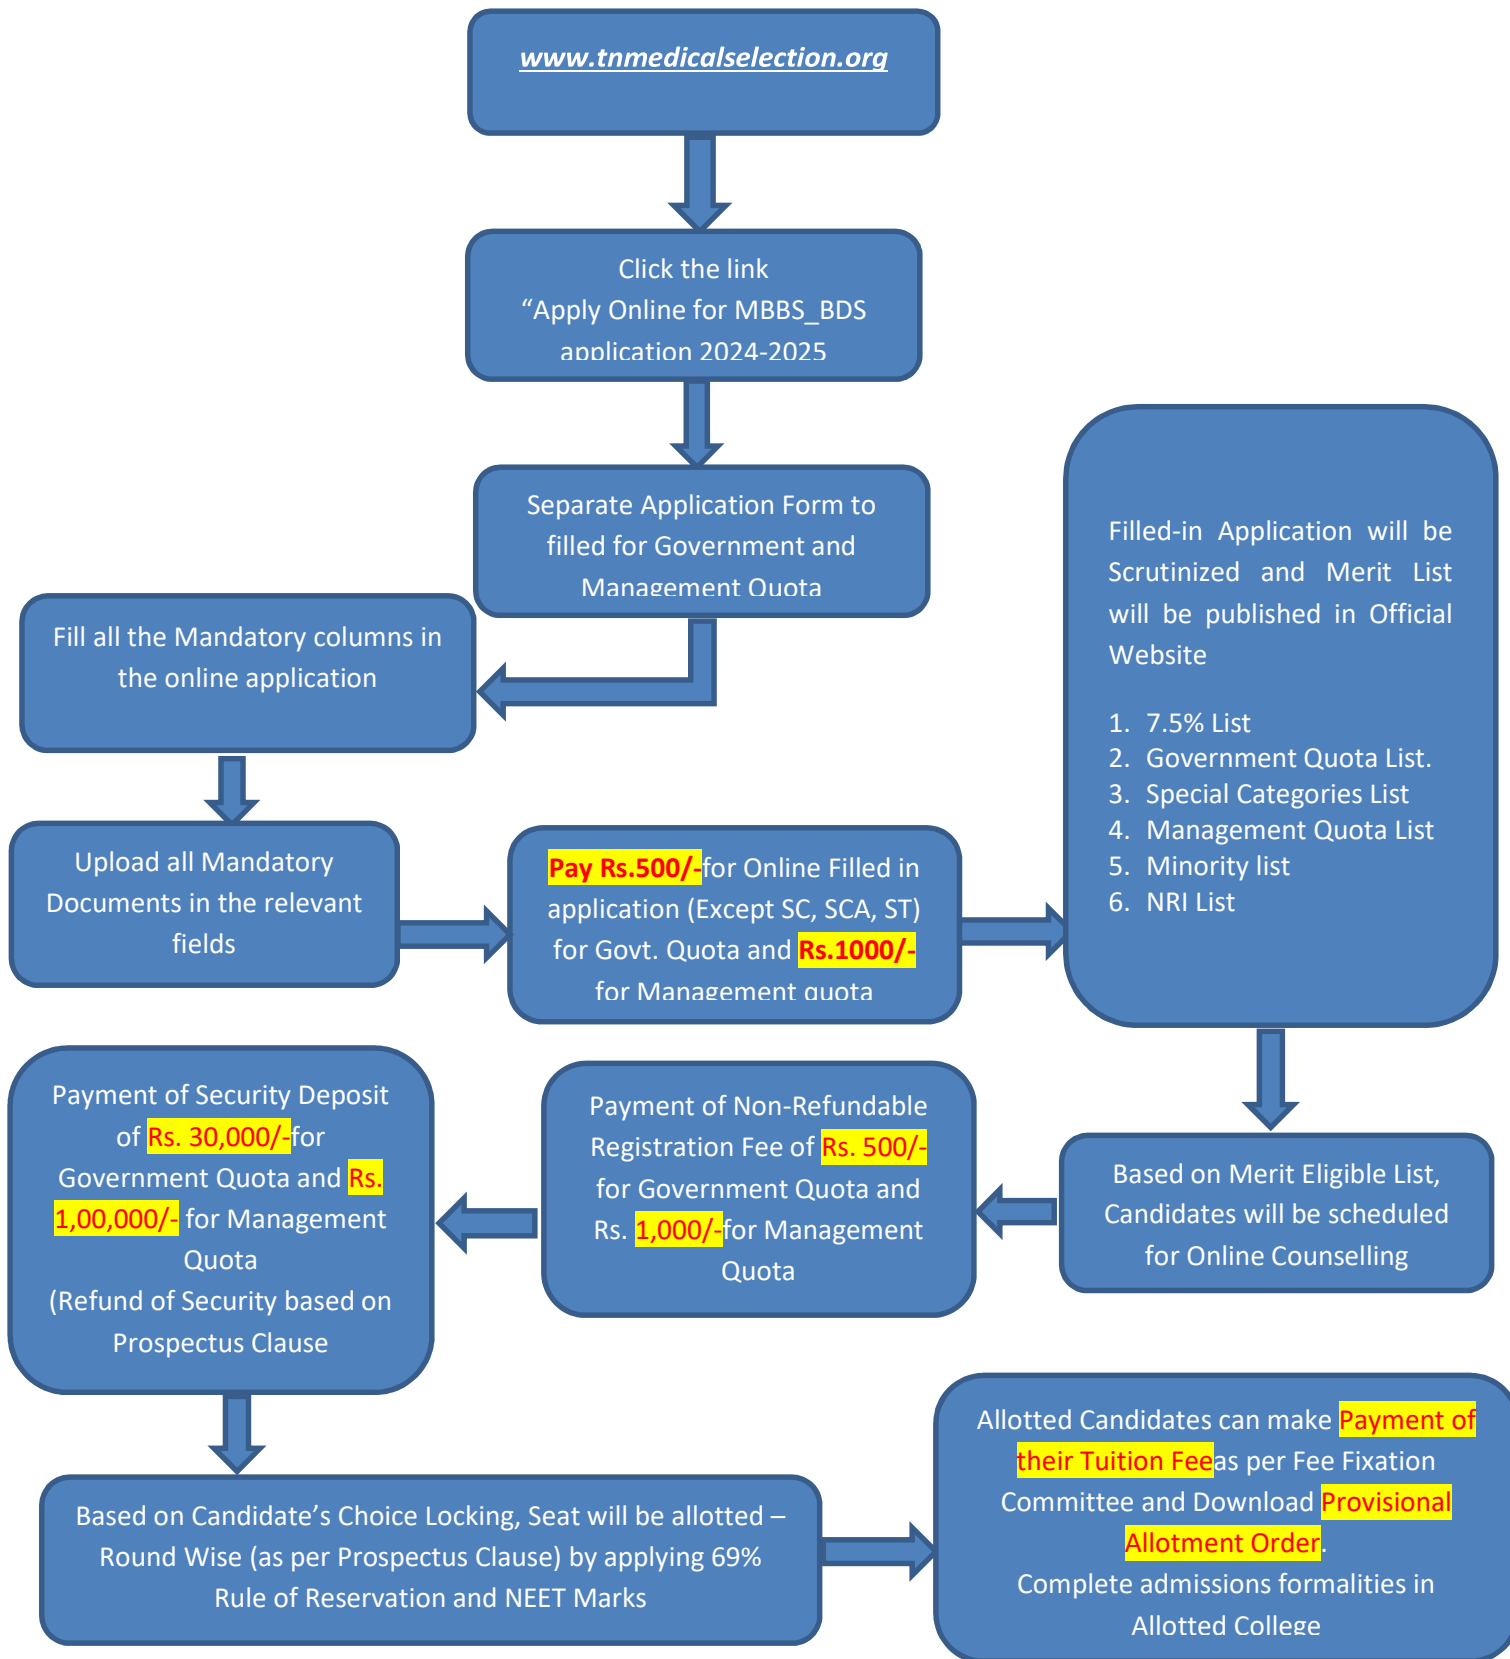 www.tnmedicalselection.org
Click the link
“Apply Online for MBBS_BDS
application 2024-2025
Separate Application Form to
filled for Government and
Management Quota
Fill all the Mandatory columns in
the online application
Upload all Mandatory
Documents in the relevant
fields
Pay Rs.500/-for Online Filled in
application (Except SC, SCA, ST)
for Govt. Quota and Rs.1000/-
for Management quota
Filled-in Application will be
Scrutinized and Merit List
will be published in Official
Website
1. 7.5% List
2. Government Quota List.
3. Special Categories List
4. Management Quota List
5. Minority list
6. NRI List
Based on Merit Eligible List,
Candidates will be scheduled
for Online Counselling
Payment of Non-Refundable
Registration Fee of Rs. 500/-
for Government Quota and
Rs. 1,000/-for Management
Quota
Payment of Security Deposit
of Rs. 30,000/-for
Government Quota and Rs.
1,00,000/- for Management
Quota
(Refund of Security based on
Prospectus Clause
Based on Candidate’s Choice Locking, Seat will be allotted –
Round Wise (as per Prospectus Clause) by applying 69%
Rule of Reservation and NEET Marks
Allotted Candidates can make Payment of
their Tuition Feeas per Fee Fixation
Committee and Download Provisional
Allotment Order.
Complete admissions formalities in
Allotted College